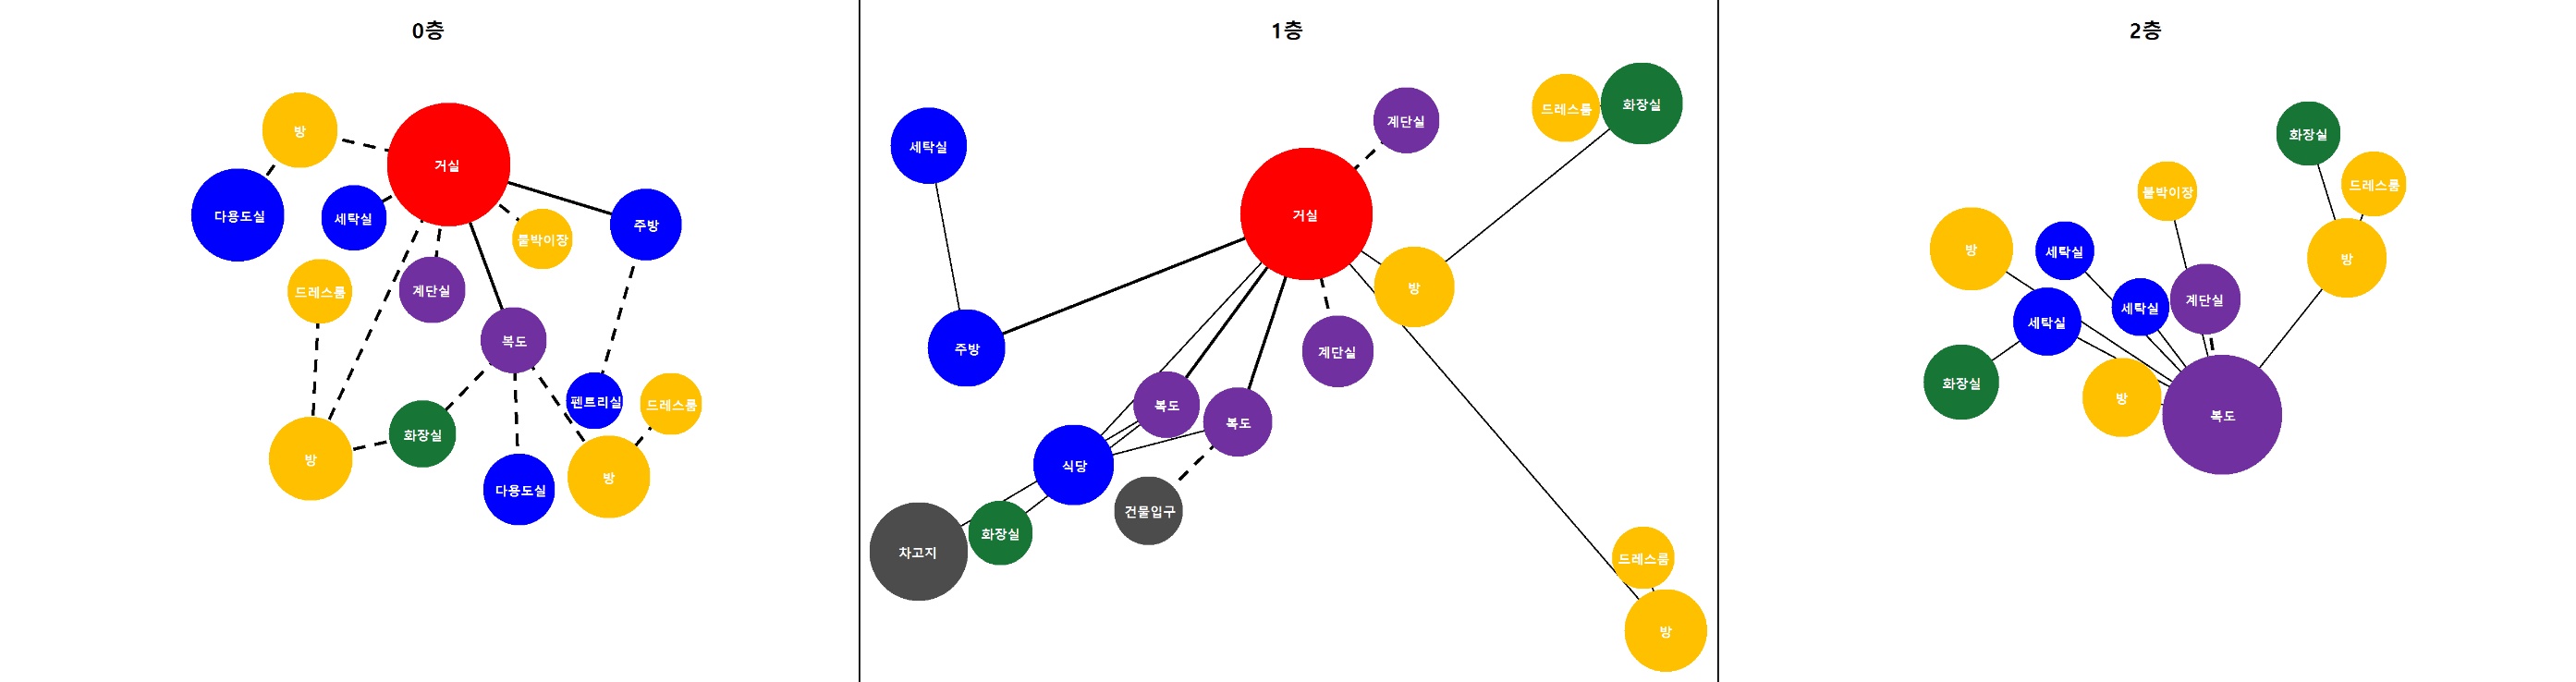 0층
방
거실
다용도실
세탁실
주방
붙박이장
드레스룸
계단실
복도
펜트리실
드레스룸
화장실
방
방
다용도실
1층
드레스룸
화장실
계단실
세탁실
거실
방
주방
계단실
복도
복도
식당
건물입구
화장실
차고지
드레스룸
방
2층
화장실
붙박이장
드레스룸
방
세탁실
방
계단실
세탁실
세탁실
화장실
방
복도